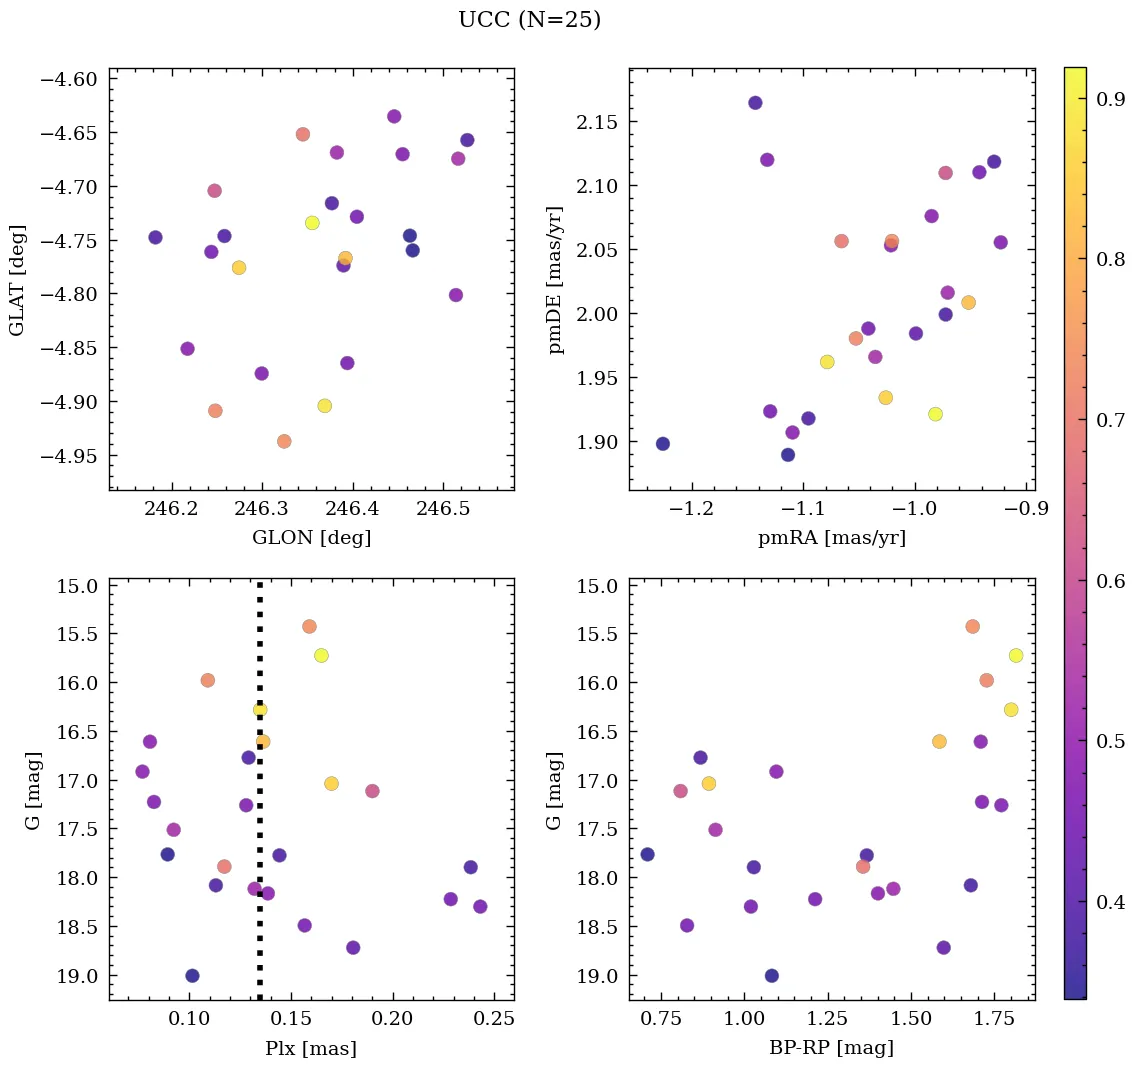 UCC (N=25)
−4.60
−4.65
−4.70
−4.75
−4.80
−4.85
−4.90
−4.95
GLAT [deg]
246.2 246.3 246.4 246.5
GLON [deg]
2.15
2.10
2.05
2.00
1.95
1.90
pmDE [mas/yr]
−1.2 −1.1 −1.0 −0.9
pmRA [mas/yr]
15.0
15.5
16.0
16.5
17.0
17.5
18.0
18.5
19.0
G [mag]
0.10 0.15 0.20 0.25
Plx [mas]
15.0
15.5
16.0
16.5
17.0
17.5
18.0
18.5
19.0
G [mag]
0.75 1.00 1.25 1.50 1.75
BP-RP [mag]
0.9
0.8
0.7
0.6
0.5
0.4